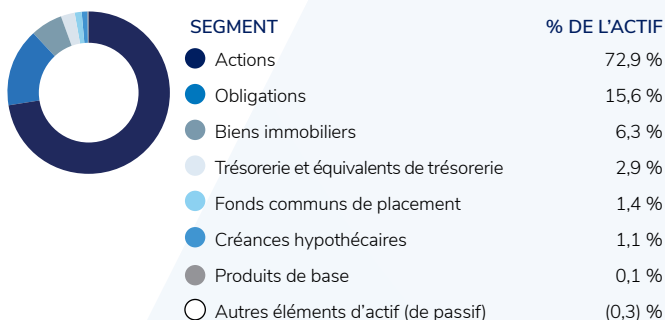 SEGMENT % DE L’ACTIF
Actions 72,9 %
Obligations 15,6 %
Biens immobiliers 6,3 %
Trésorerie et équivalents de trésorerie 2,9 %
Fonds communs de placement 1,4 %
Créances hypothécaires 1,1 %
Produits de base 0,1 %
Autres éléments d’actif (de passif) (0,3) %